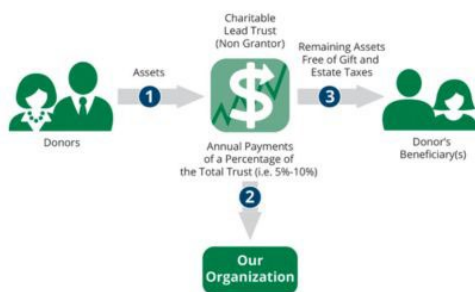 Charitable
Lead Trust
(Non Grantor)
Remaining Assets
Free of Gift and
Estate Taxes
Assets
1
3
Donors
Donor's
Beneficiary(s)
Annual Payments
of a Percentage of
the Total Trust (i.e. 5%-10%)
2
Our
Organization